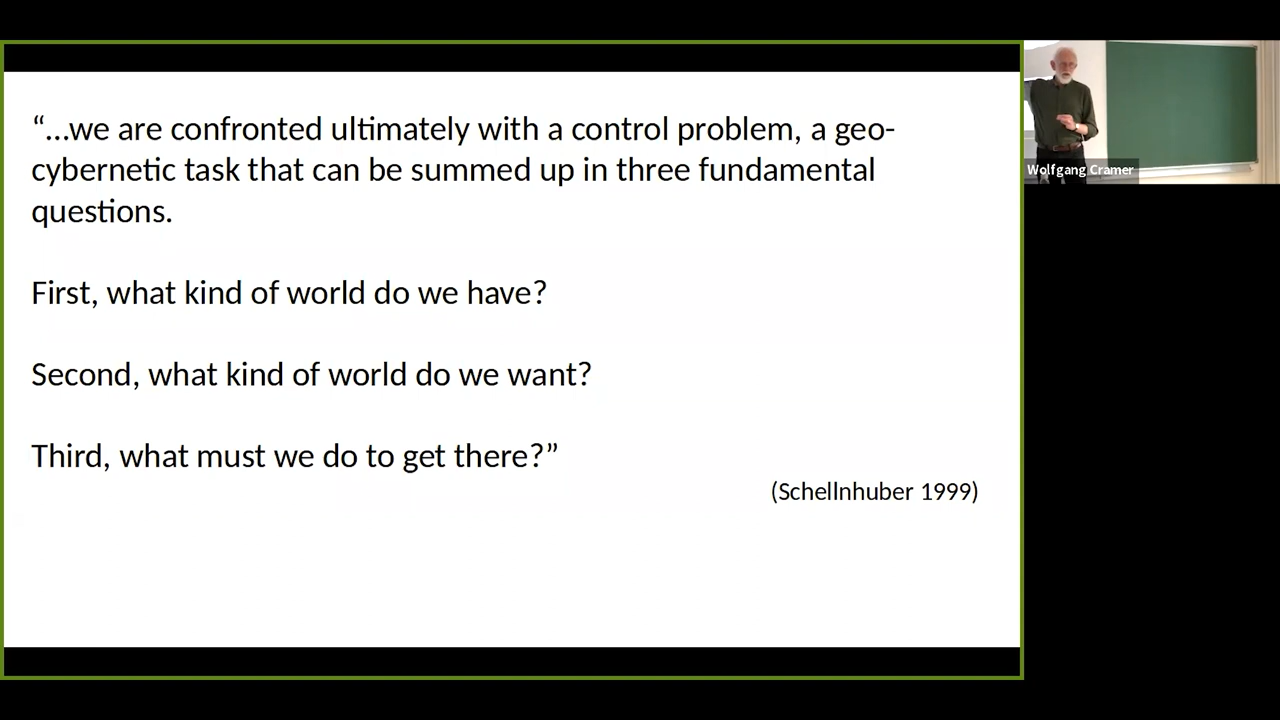 “...we are confronted ultimately with a control problem, a geo-
cybernetic task that can be summed up in three fundamental
questions.
First, what kind of world do we have?
Second, what kind of world do we want?
Third, what must we do to get there?”
(Schellnhuber 1999)
Wolfgang Cramer